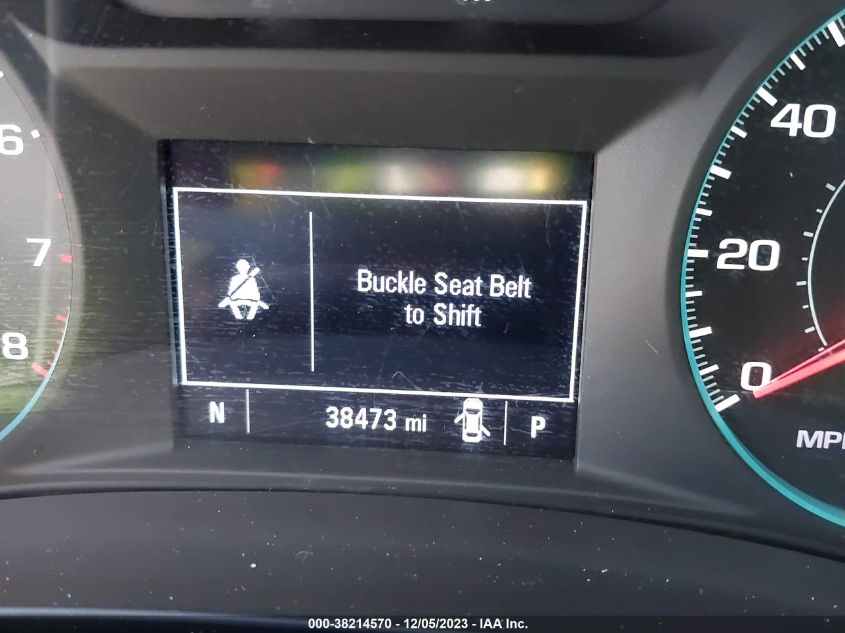 6
7
8
Buckle Seat Belt
to Shift
N
38473 mi
P
40
20
0
000-38214570 - 12/05/2023 - IAA Inc.